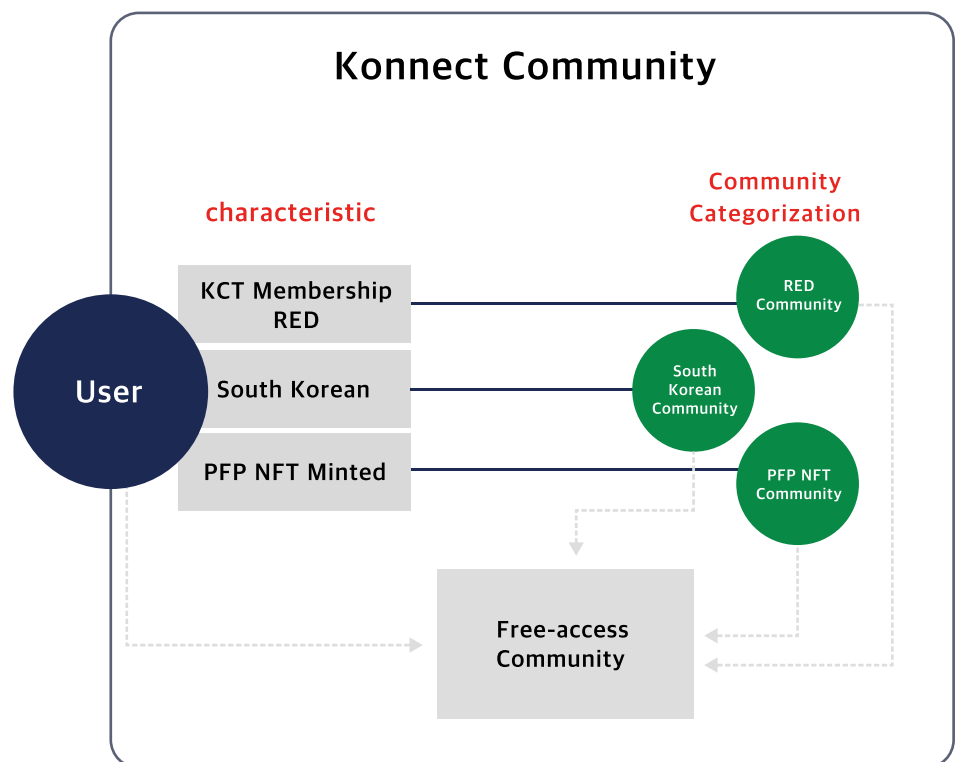 Konnect Community
characteristic
Community
Categorization
KCT Membership
RED
RED
Community
User
South Korean
South
Korean
Community
PFP NFT Minted
PFP NFT
Community
Free-access
Community